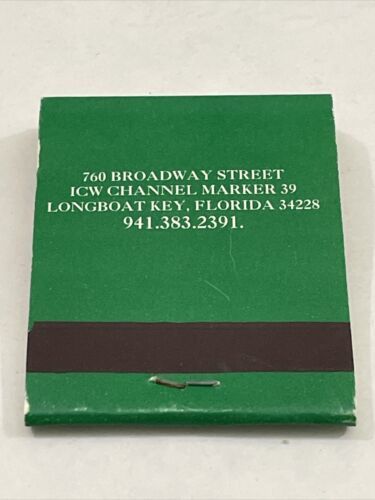 760 BROADWAY STREET
ICW CHANNEL MARKER 39
LONGBOAT KEY, FLORIDA 34228
941.383.2391.